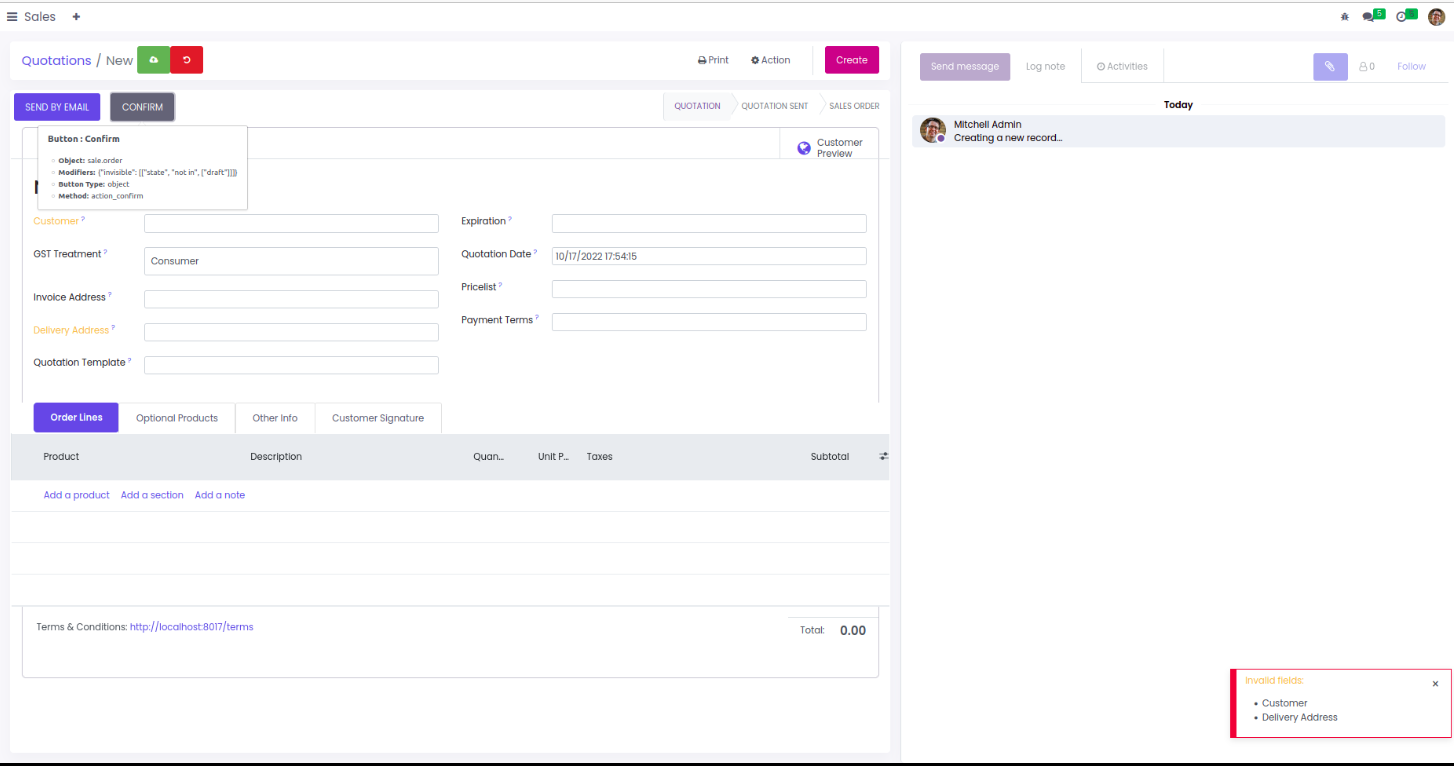 Sales +
5
Quotations / New
Print
Action
Create
Send message
Log note
Activities
0
Follow
SEND BY EMAIL
CONFIRM
QUOTATION
QUOTATION SENT
SALES ORDER
Today
Mitchell Admin
Creating a new record...
Button : Confirm
Object: sale.order
Modifiers: {"invisible": [["state", "not in", ["draft"]]]}
Button Type: object
Method: action_confirm
Customer
Preview
Customer ?
Expiration ?
GST Treatment ?
Consumer
Quotation Date ?
10/17/2022 17:54:15
Invoice Address ?
Pricelist ?
Delivery Address ?
Payment Terms ?
Quotation Template ?
Order Lines
Optional Products
Other Info
Customer Signature
Product
Description
Quan...
Unit P...
Taxes
Subtotal
Add a product
Add a section
Add a note
Terms & Conditions: http://localhost:8017/terms
Total:
0.00
Invalid fields:
×
• Customer
• Delivery Address